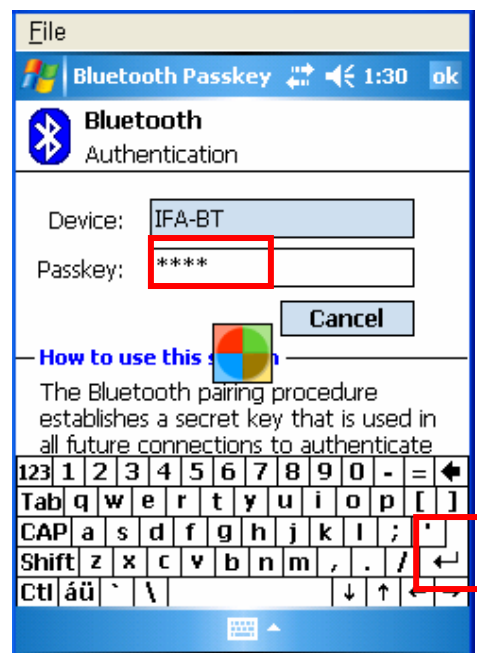 File
Bluetooth Passkey 1:30 ok
Bluetooth
Authentication
Device: IFA-BT
Passkey: ****
Cancel
How to use this
The Bluetooth pairing procedure
establishes a secret key that is used in
all future connections to authenticate
123 1 2 3 4 5 6 7 8 9 0 - =
Tab q w e r t y u i o p [ ]
CAP a s d f g h j k l ; '
Shift z x c v b n m , . /
Ctl áü ` \